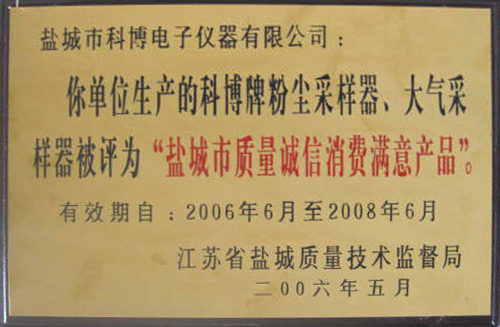 盐城市科博电子仪器有限公司：
你单位生产的科博牌粉尘采样器、大气采
样器被评为“盐城市质量诚信消费满意产品”。
有效期自：2006年6月至2008年6月
江苏省盐城质量技术监督局
二00六年五月